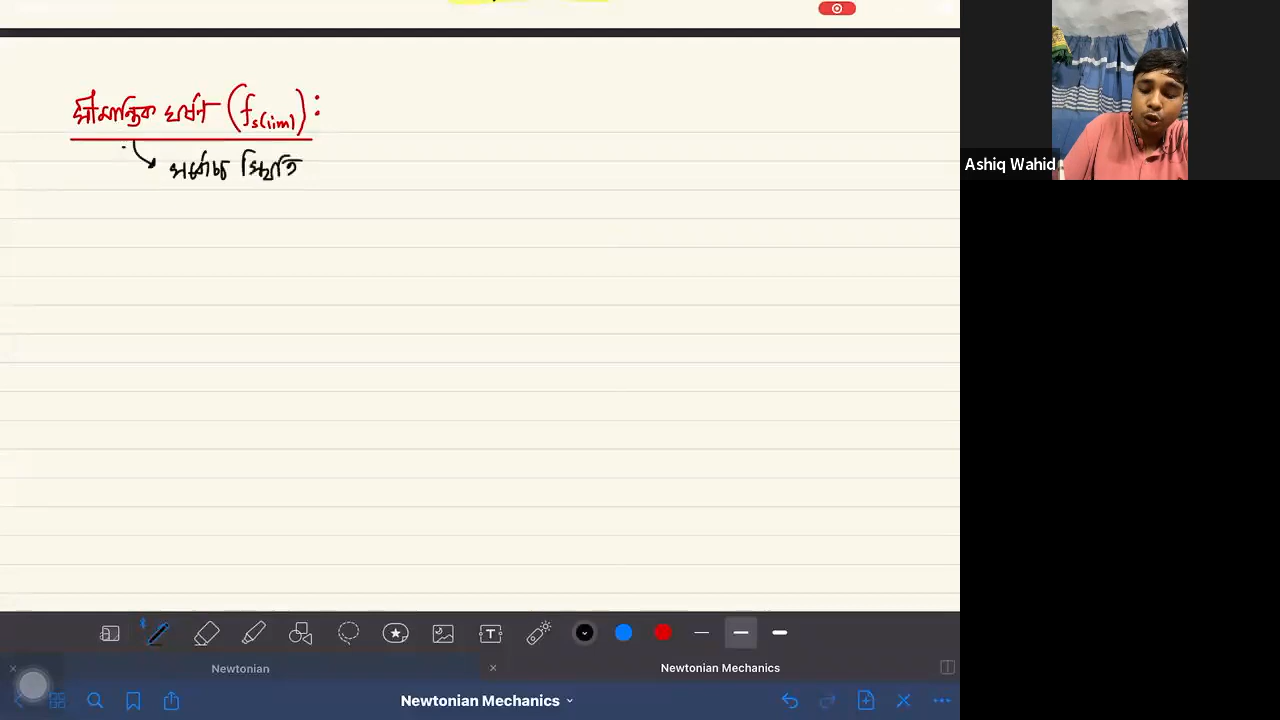 সীমান্তিক ঘর্ষণ (fs(lim)) :
সর্বোচ্চ স্থিতি
Ashiq Wahid
T
Newtonian
Newtonian Mechanics
Newtonian Mechanics